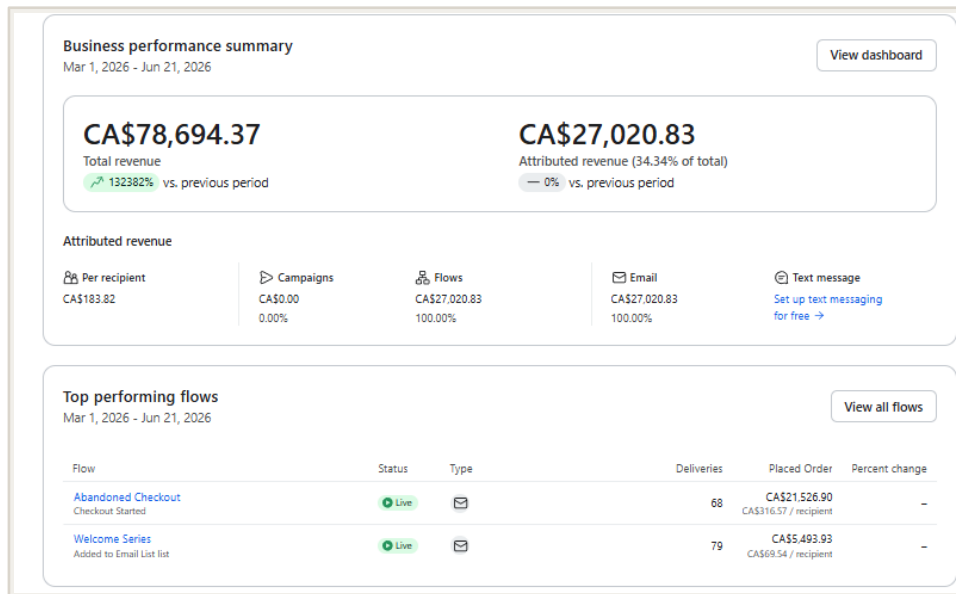 Business performance summary
Mar 1, 2026 - Jun 21, 2026
View dashboard
CA$78,694.37
Total revenue
132382% vs. previous period
CA$27,020.83
Attributed revenue (34.34% of total)
0% vs. previous period
Attributed revenue
Per recipient
CA$183.82
Campaigns
CA$0.00
0.00%
Flows
CA$27,020.83
100.00%
Email
CA$27,020.83
100.00%
Text message
Set up text messaging
for free →
Top performing flows
Mar 1, 2026 - Jun 21, 2026
View all flows
Flow Status Type Deliveries Placed Order Percent change
Abandoned Checkout Live 68 CA$21,526.90 –
Checkout Started CA$316.57 / recipient
Welcome Series Live 79 CA$5,493.93 –
Added to Email List list CA$69.54 / recipient